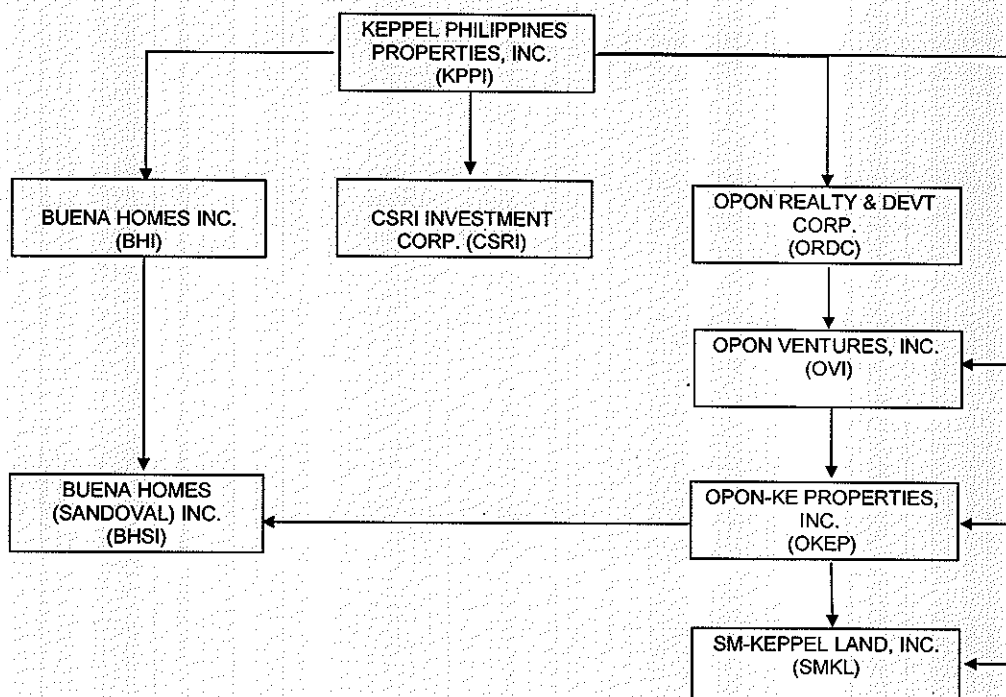 KEPPEL PHILIPPINES
PROPERTIES, INC.
(KPPI)
BUENA HOMES INC.
(BHI)
CSRI INVESTMENT
CORP. (CSRI)
OPON REALTY & DEVT
CORP.
(ORDC)
OPON VENTURES, INC.
(OVI)
BUENA HOMES
(SANDOVAL) INC.
(BHSI)
OPON-KE PROPERTIES,
INC.
(OKEP)
SM-KEPPEL LAND, INC.
(SMKL)